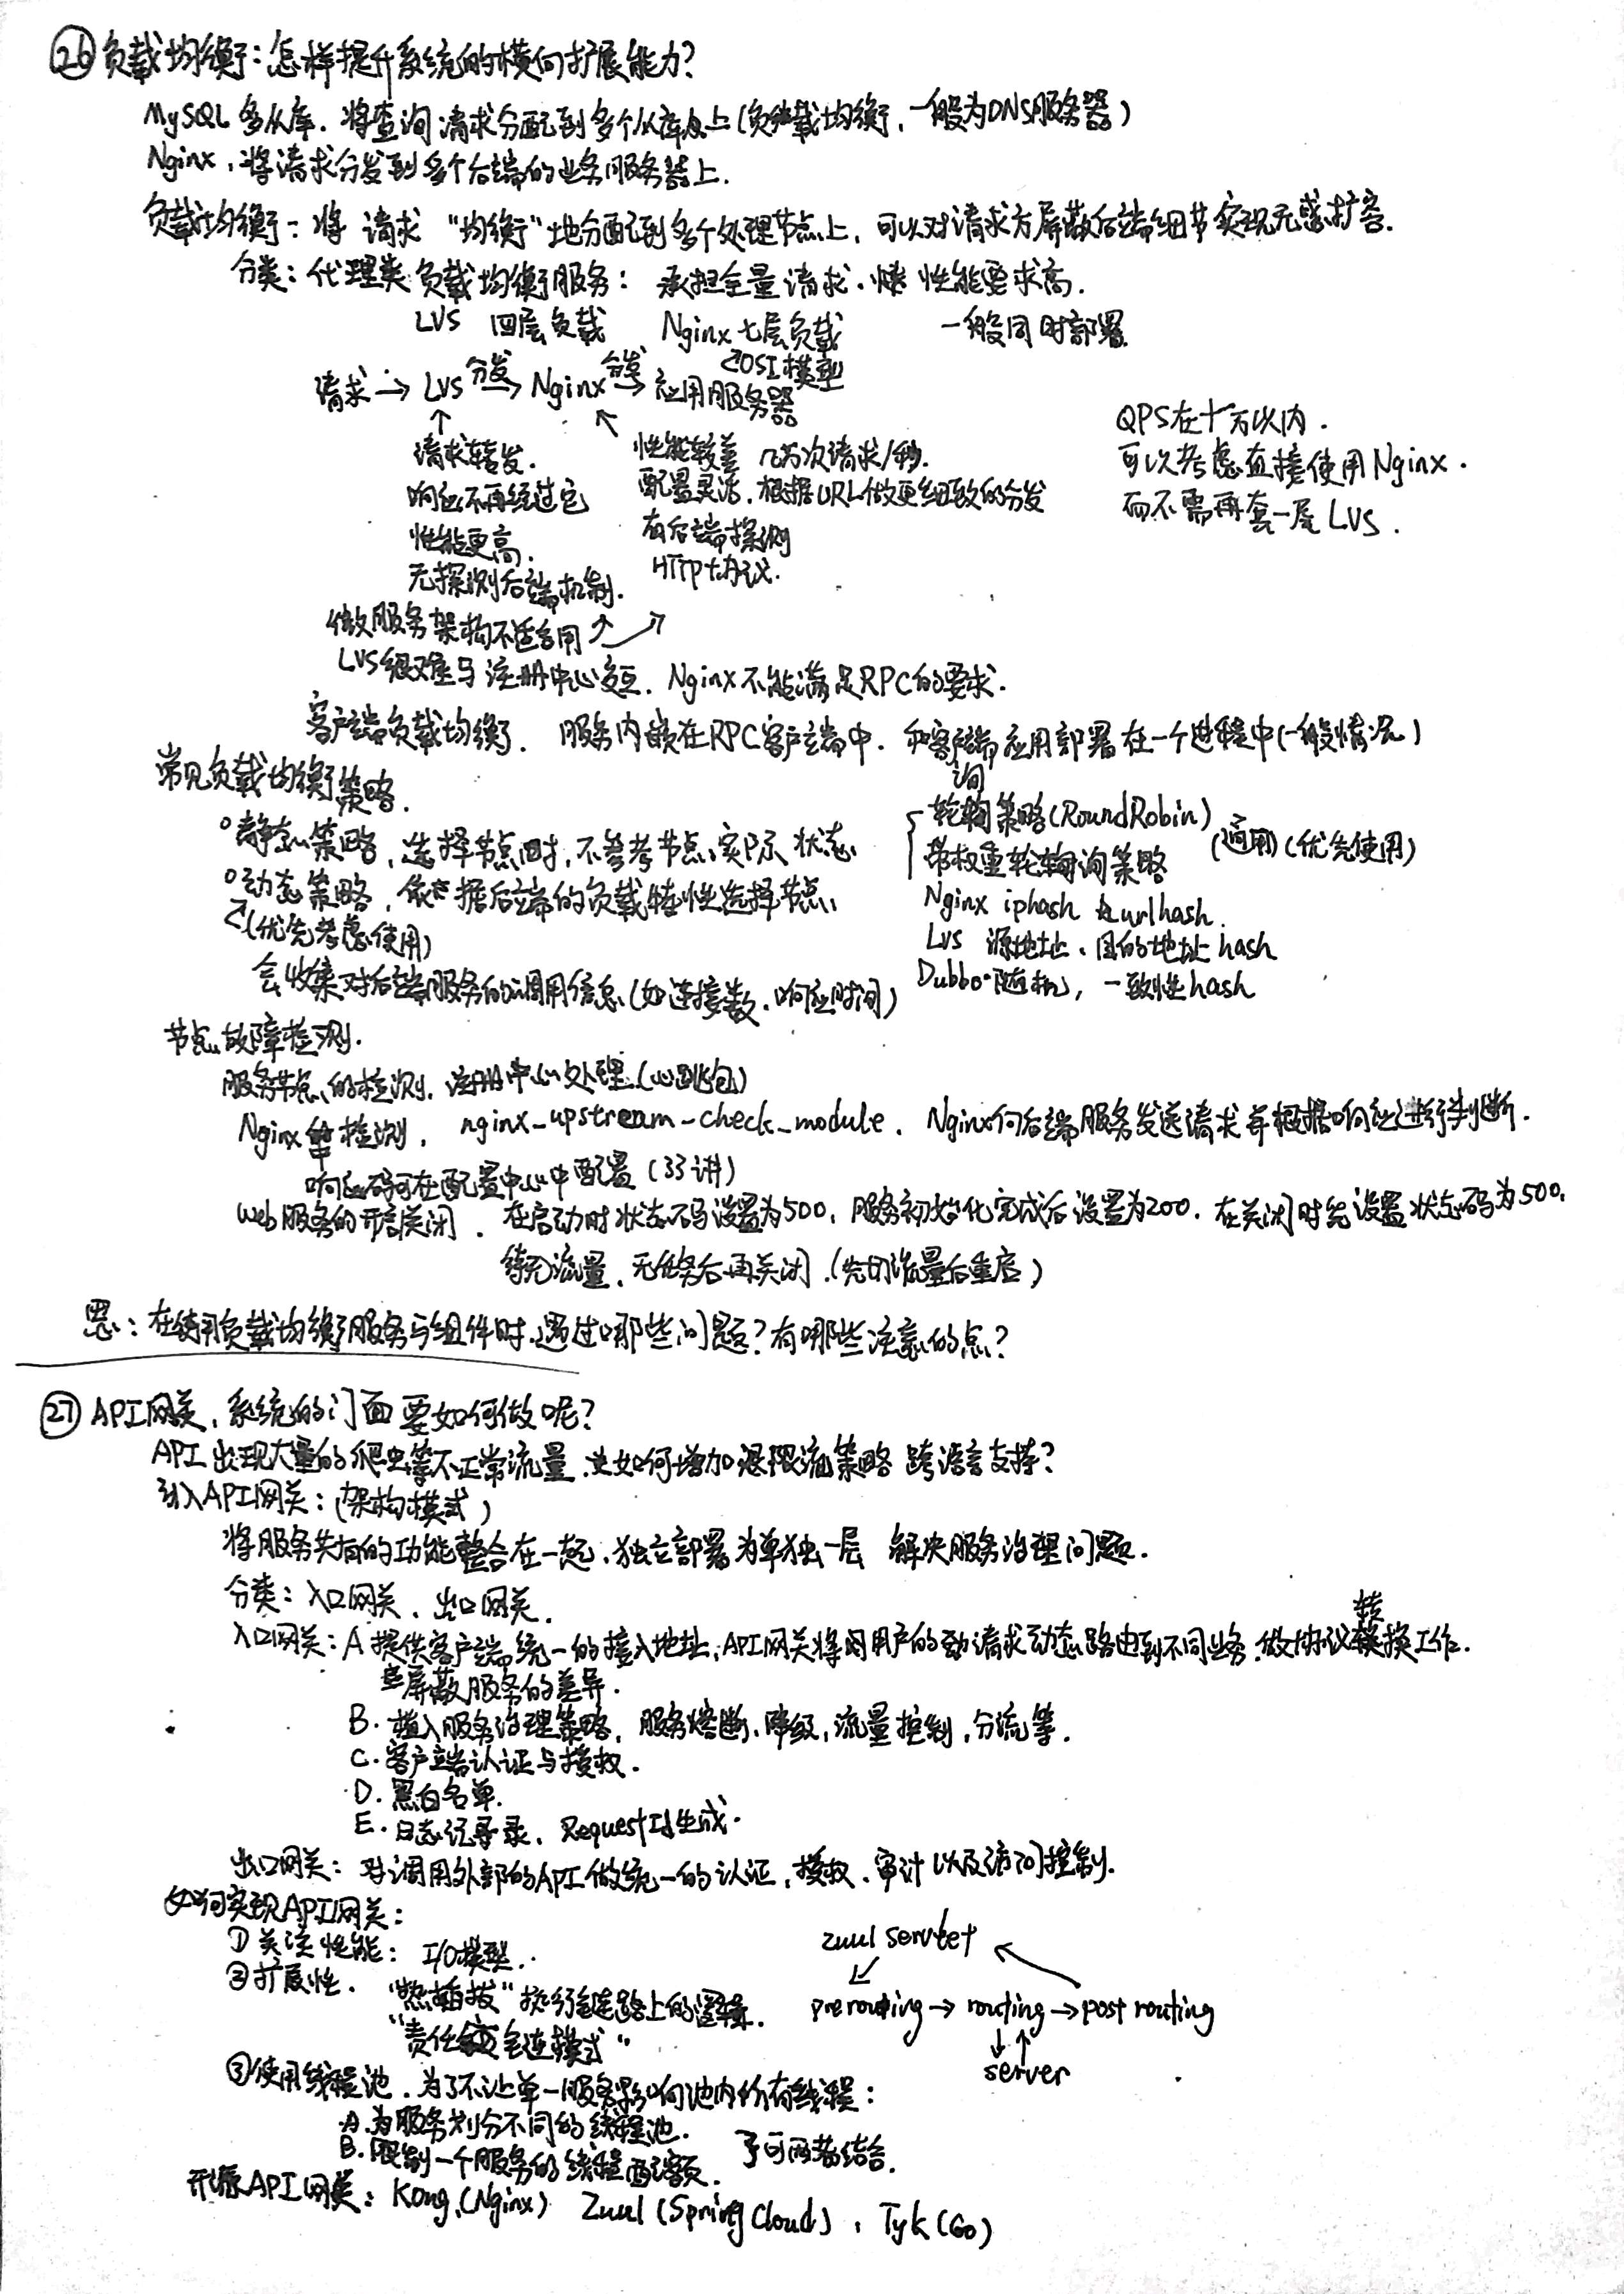 ㉖负载均衡：怎样提升系统的横向扩展能力？
MySQL 多从库、将查询请求分配到多个从库上（负载均衡，一般为DNS服务器）
Nginx，将请求分发到多个后端的业务服务器上．
负载均衡：将 请求 “均衡”地分配到多个处理节点上，可以对请求方屏蔽后端细节实现无感扩容．
分类：代理类负载均衡服务： 承担全量请求、性能要求高．
LVS 四层负载 Nginx 七层负载 一般同时部署
OSI模型
请求 → LVS 分发→ Nginx 分发→ 应用服务器
QPS在十万以内．
可以考虑直接使用Nginx．
而不需再套一层LVS．
请求转发．
响应不再经过它
性能更高．
无探测后端机制．
性能较差 几万次请求/秒．
配置灵活，根据URL做更细致的分发
有后端探测
HTTP协议．
微服务架构不适合用
LVS很难与注册中心交互．Nginx不能满足RPC的要求．
客户端负载均衡． 服务内嵌在RPC客户端中．和客户端应用部署在一个进程中（一般情况）
常见负载均衡策略．
○静态策略，选择节点时，不参考节点实际状态
○动态策略，依据后端的负载特性选择节点
（优先考虑使用）
会收集对后端服务的调用信息（如连接数、响应时间）
轮询策略(RoundRobin)
带权重轮询策略
（通用）（优先使用）
Nginx iphash urlhash
LVS 源地址、目的地址hash
Dubbo 随机，一致性hash
节点故障检测．
服务节点的检测，注册中心处理（心跳包）
Nginx中检测， nginx_upstream_check_module． Nginx向后端服务发送请求并根据响应进行判断．
响应码可在配置中心中配置（33讲）
Web服务的开启关闭． 在启动时状态码设置为500，服务初始化完成后设置为200．在关闭时先设置状态码为500，
待无流量、无任务后再关闭．（先切流量后重启）
思：在使用负载均衡服务与组件时，遇过哪些问题？有哪些注意的点？
㉗API网关，系统的门面要如何做呢？
API 出现大量的爬虫等不正常流量．如何增加限流策略 跨语言支持？
引入API网关：（架构模式）
将服务共有的功能整合在一起，独立部署为单独一层 解决服务治理问题．
分类：入口网关、出口网关．
入口网关：A 提供客户端统一的接入地址，API网关将用户的请求动态路由到不同业务．做协议转换工作．
屏蔽服务的差异．
B．植入服务治理策略，服务熔断、降级，流量控制，分流等．
C．客户端认证与授权．
D．黑白名单．
E．日志记录、RequestId生成．
出口网关：对调用外部的API做统一的认证，授权、审计以及访问控制．
如何实现API网关：
①关注性能：I/O模型．
②扩展性． “热插拔”执行链路上的逻辑．
“责任链模式”
zuul servlet
pre routing → routing → post routing
server
③使用线程池．为了不让单一服务影响池内所有线程：
A．为服务划分不同的线程池．
B．限制一个服务的线程配额．
可两者结合．
开源API网关：Kong(Nginx) Zuul (Spring Cloud)， Tyk (Go)